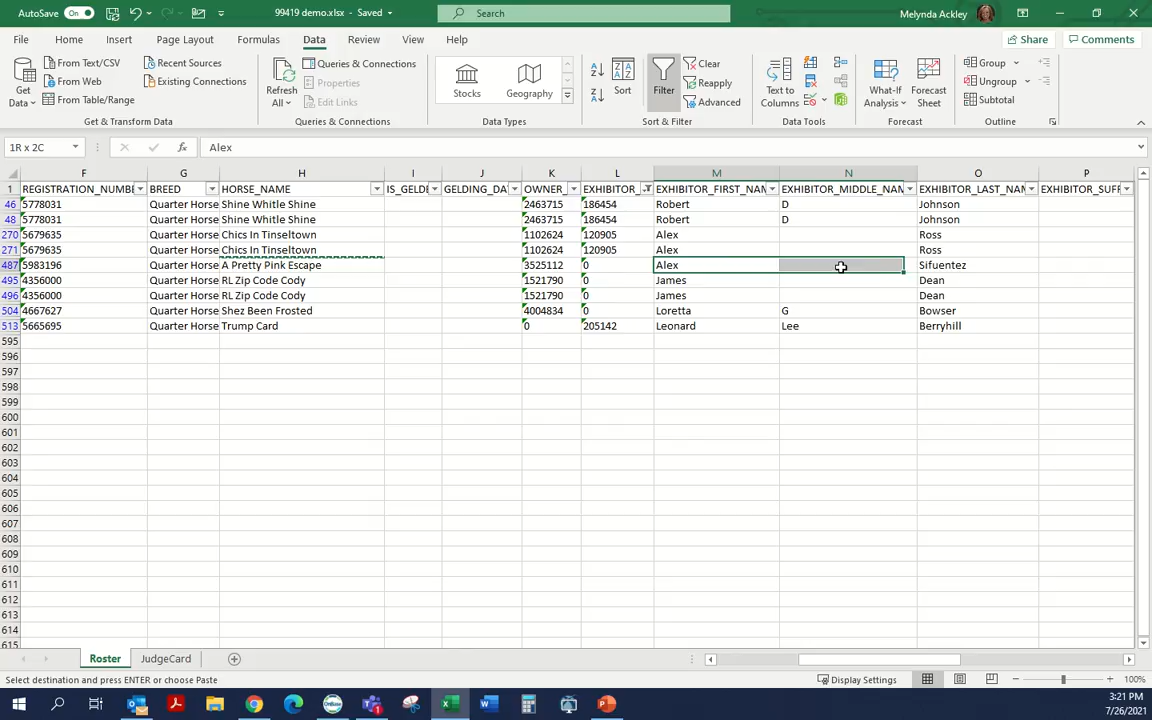 AutoSave On 99419 demo.xlsx - Saved Search Melynda Ackley
File Home Insert Page Layout Formulas Data Review View Help Share Comments
Get Data From Text/CSV From Web From Table/Range Recent Sources Existing Connections
Refresh All Queries & Connections Properties Edit Links
Stocks Geography
Sort Filter Clear Reapply Advanced
Text to Columns What-If Analysis Forecast Sheet
Group Ungroup Subtotal
Get & Transform Data Queries & Connections Data Types Sort & Filter Data Tools Forecast Outline
1R x 2C fx Alex
F G H I J K L M N O P
1 REGISTRATION_NUMBE BREED HORSE_NAME IS_GELDE GELDING_DA OWNER_ EXHIBITOR_ EXHIBITOR_FIRST_NAM EXHIBITOR_MIDDLE_NAM EXHIBITOR_LAST_NAM EXHIBITOR_SUFF
46 5778031 Quarter Horse Shine Whitle Shine 2463715 186454 Robert D Johnson
48 5778031 Quarter Horse Shine Whitle Shine 2463715 186454 Robert D Johnson
270 5679635 Quarter Horse Chics In Tinseltown 1102624 120905 Alex Ross
271 5679635 Quarter Horse Chics In Tinseltown 1102624 120905 Alex Ross
487 5983196 Quarter Horse A Pretty Pink Escape 3525112 0 Alex Sifuentez
495 4356000 Quarter Horse RL Zip Code Cody 1521790 0 James Dean
496 4356000 Quarter Horse RL Zip Code Cody 1521790 0 James Dean
504 4667627 Quarter Horse Shez Been Frosted 4004834 0 Loretta G Bowser
513 5665695 Quarter Horse Trump Card 0 205142 Leonard Lee Berryhill
595
596
597
598
599
600
601
602
603
604
605
606
607
608
609
610
611
612
613
614
615
Roster JudgeCard
Select destination and press ENTER or choose Paste Display Settings 100%
3:21 PM
7/26/2021